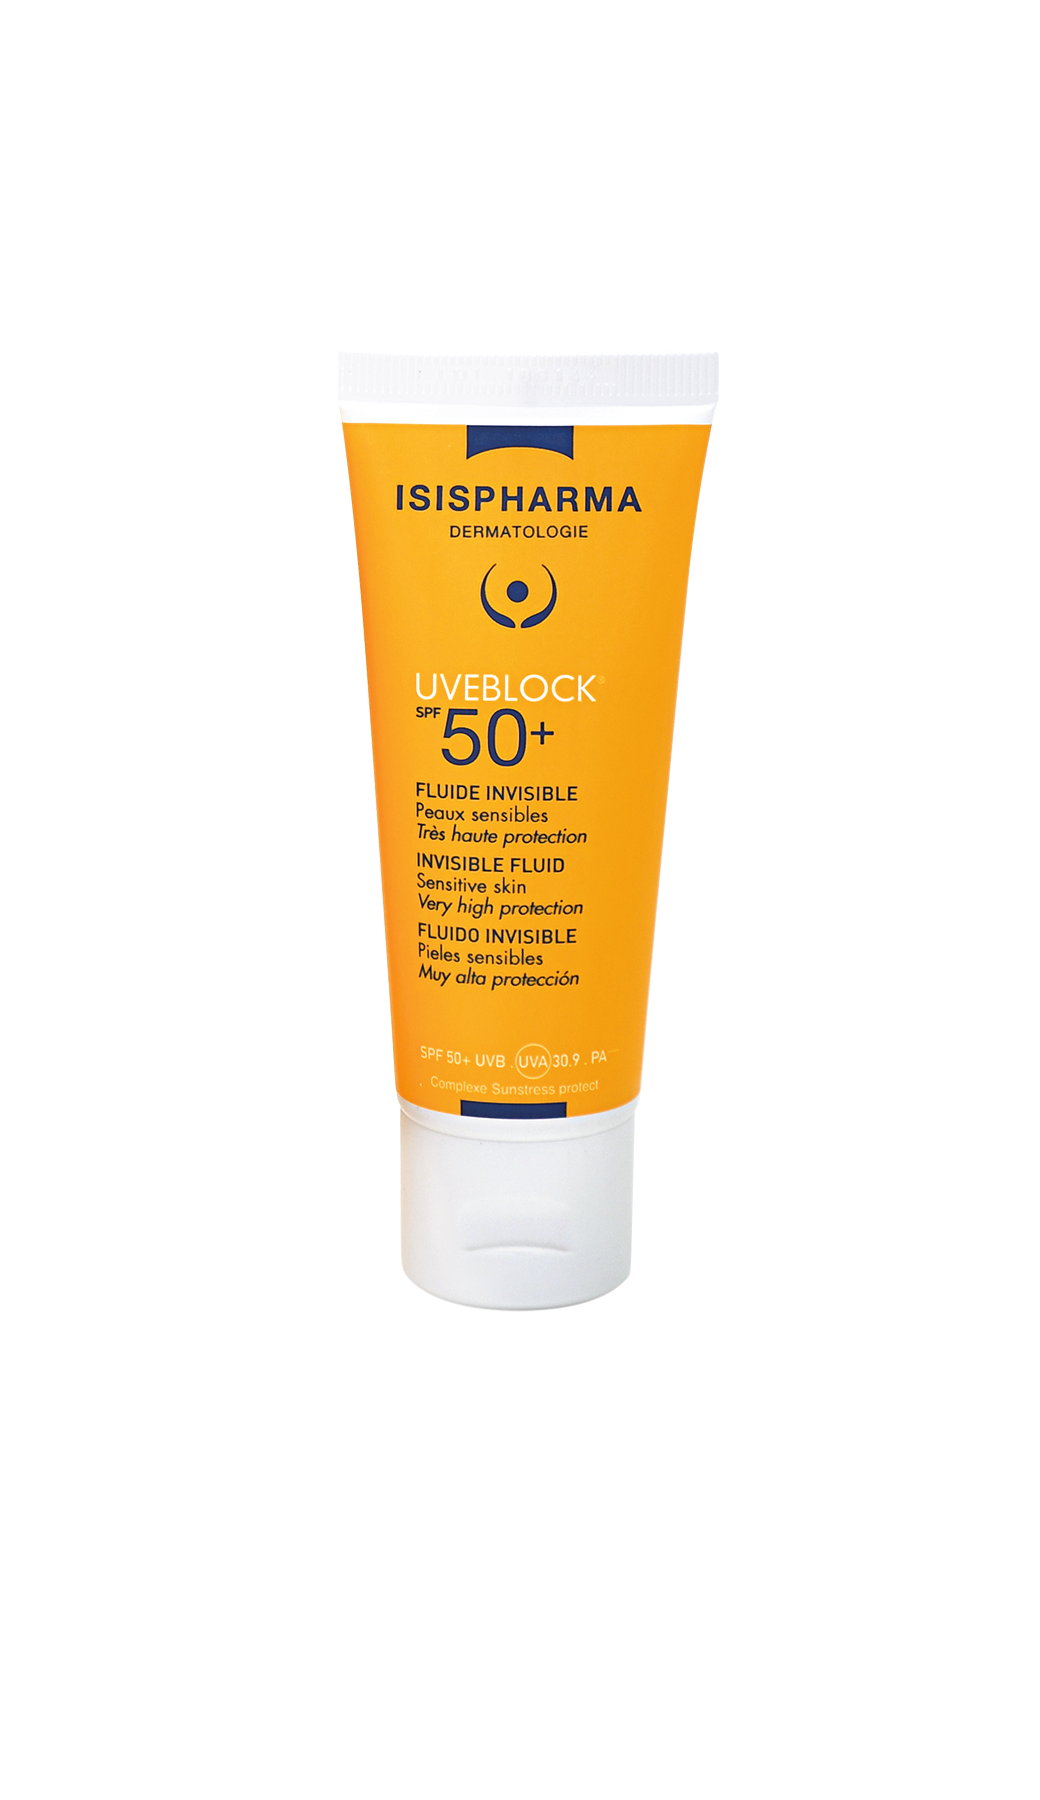 ISISPHARMA
DERMATOLOGIE
UVEBLOCK®
SPF 50+
FLUIDE INVISIBLE
Peaux sensibles
Très haute protection
INVISIBLE FLUID
Sensitive skin
Very high protection
FLUIDO INVISIBLE
Pieles sensibles
Muy alta protección
SPF 50+ UVB . UVA 30.9 . PA
. Complexe Sunstress protect